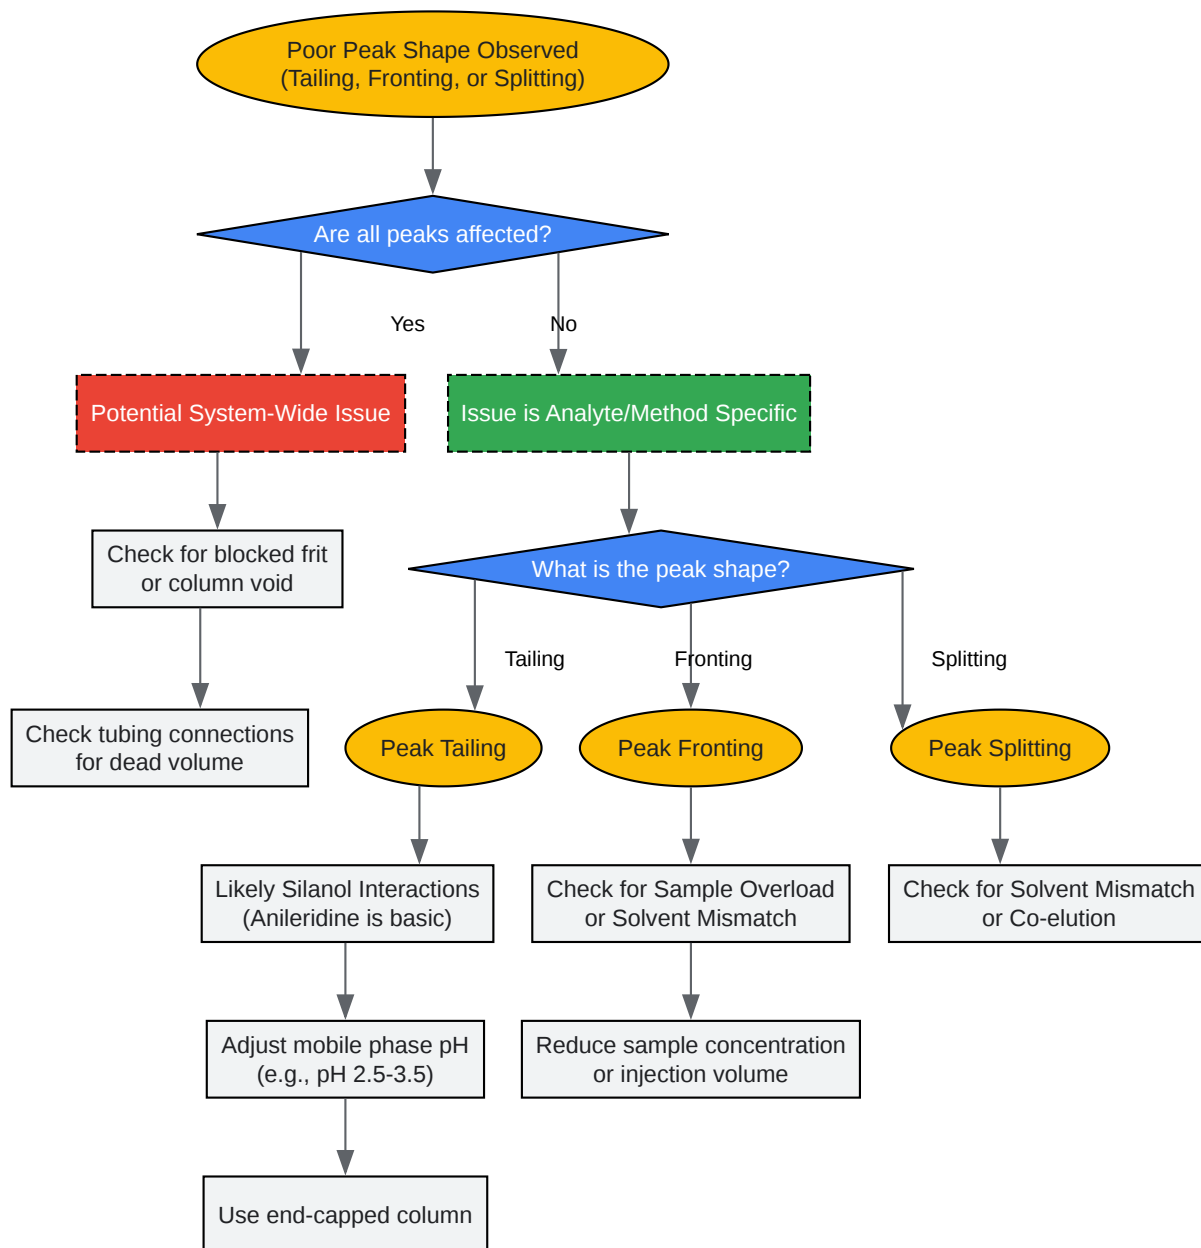 Poor Peak Shape Observed
(Tailing, Fronting, or Splitting)
Are all peaks affected?
Yes
No
Potential System-Wide Issue
Issue is Analyte/Method Specific
Check for blocked frit
or column void
What is the peak shape?
Tailing
Fronting
Splitting
Check tubing connections
for dead volume
Peak Tailing
Peak Fronting
Peak Splitting
Likely Silanol Interactions
(Anileridine is basic)
Check for Sample Overload
or Solvent Mismatch
Check for Solvent Mismatch
or Co-elution
Adjust mobile phase pH
(e.g., pH 2.5-3.5)
Reduce sample concentration
or injection volume
Use end-capped column